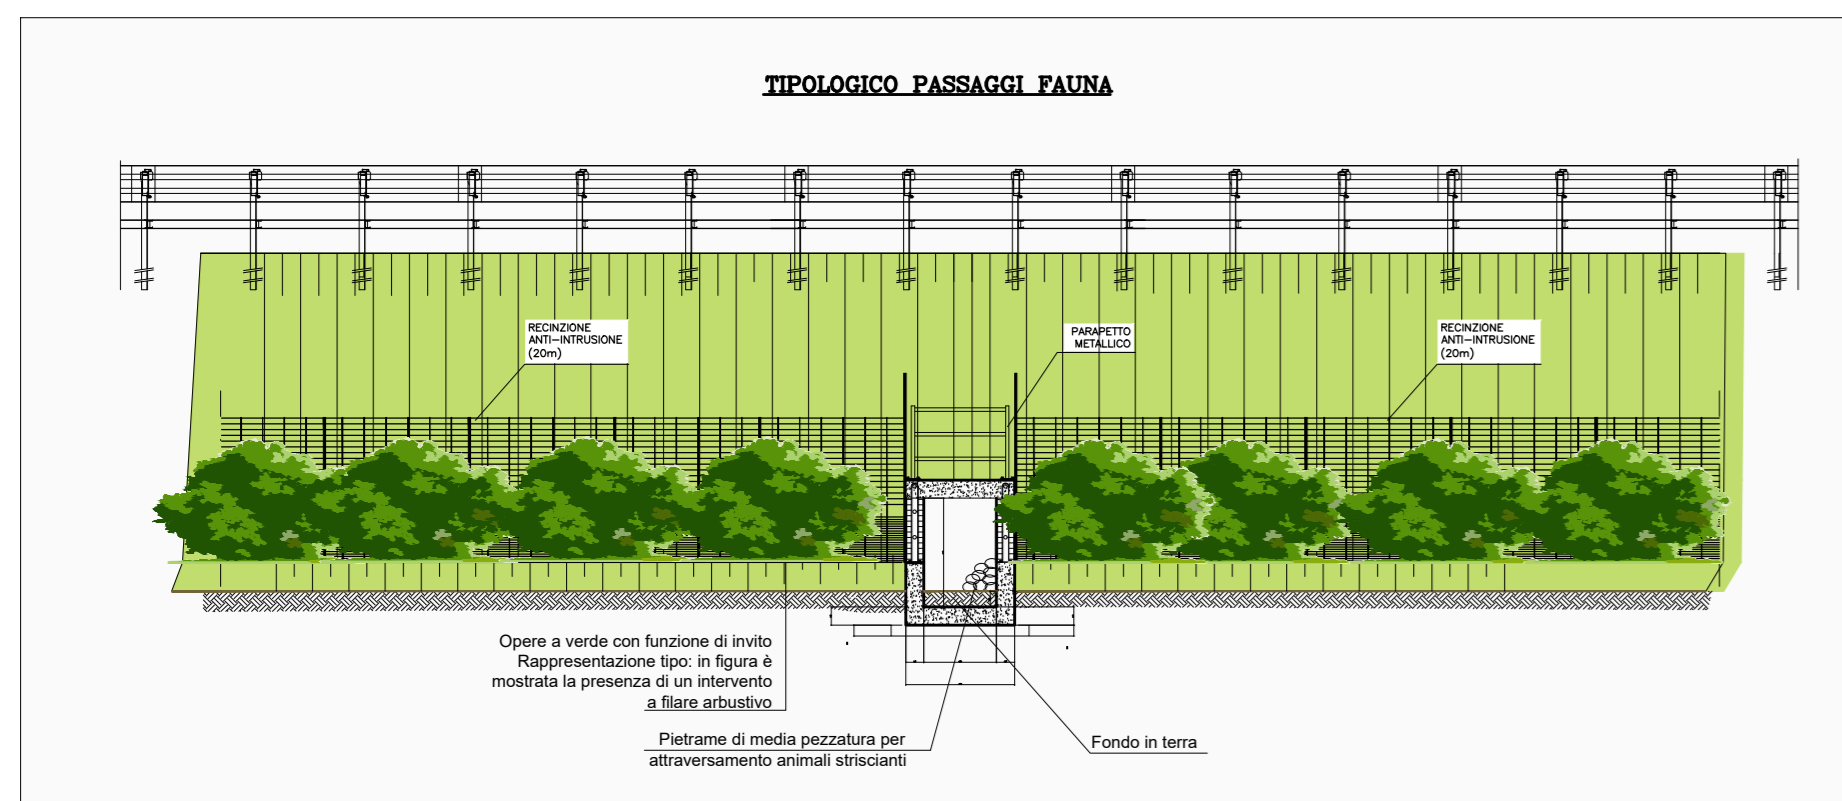 TIPOLOGICO PASSAGGI FAUNA
RECINZIONE
ANTI-INTRUSIONE
(20m)
PARAPETTO
METALLICO
RECINZIONE
ANTI-INTRUSIONE
(20m)
Opere a verde con funzione di invito
Rappresentazione tipo: in figura è
mostrata la presenza di un intervento
a filare arbustivo
Pietrame di media pezzatura per
attraversamento animali striscianti
Fondo in terra